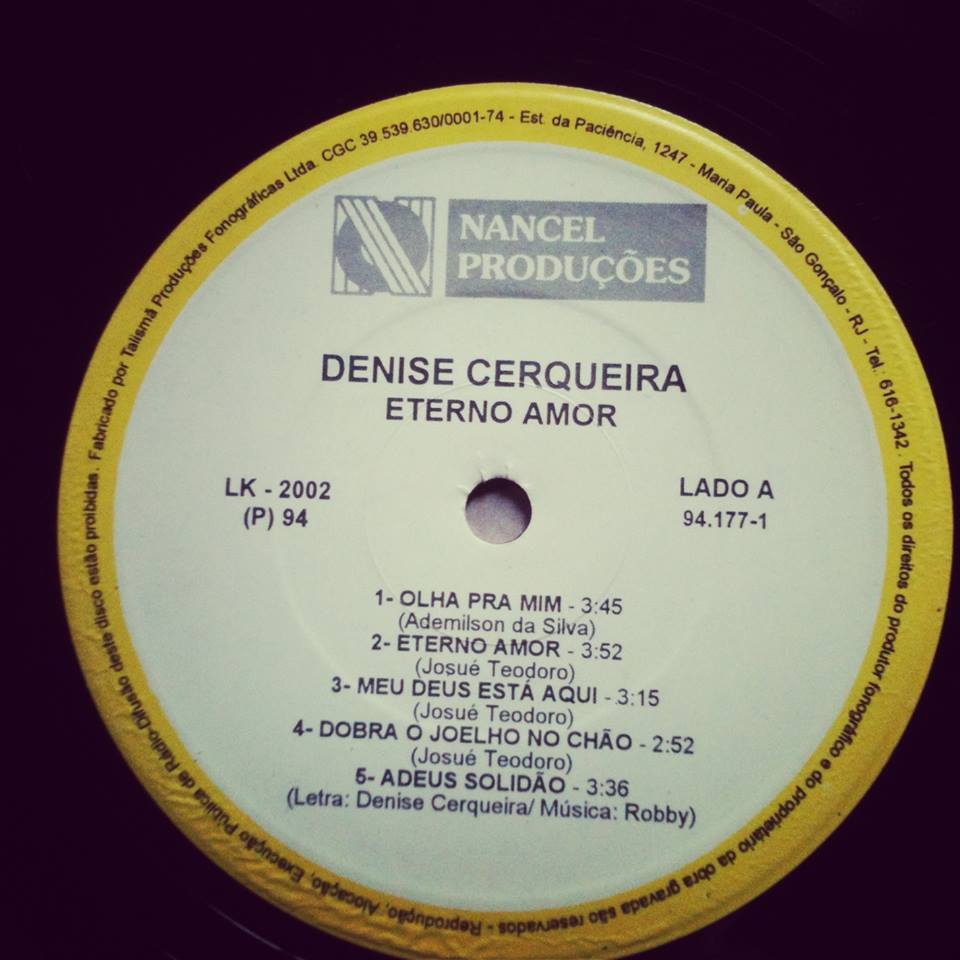 Fabricado por Talismã Produções Fonográficas Ltda. CGC 39.539.630/0001-74 - Est. da Paciência, 1247 - Maria Paula - São Gonçalo - RJ - Tel.: 616-1342. Todos os direitos do produtor fonográfico e do proprietário da obra gravada são reservados - Reprodução, Alocação, Execução Pública de Rádio-Difusão deste disco estão proibidas.
NANCEL
PRODUÇÕES
DENISE CERQUEIRA
ETERNO AMOR
LK - 2002
(P) 94
LADO A
94.177-1
1- OLHA PRA MIM - 3:45
(Ademilson da Silva)
2- ETERNO AMOR - 3:52
(Josué Teodoro)
3- MEU DEUS ESTÁ AQUI - 3:15
(Josué Teodoro)
4- DOBRA O JOELHO NO CHÃO - 2:52
(Josué Teodoro)
5- ADEUS SOLIDÃO - 3:36
(Letra: Denise Cerqueira/ Música: Robby)